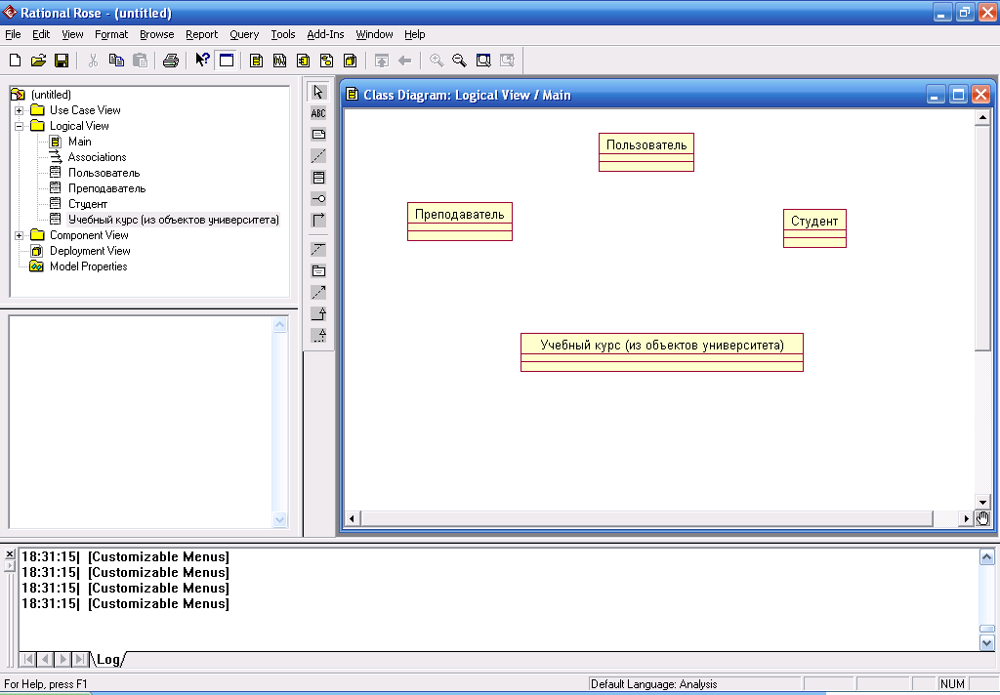 Rational Rose - (untitled)
File Edit View Format Browse Report Query Tools Add-Ins Window Help
(untitled)
Use Case View
Logical View
Main
Associations
Пользователь
Преподаватель
Студент
Учебный курс (из объектов университета)
Component View
Deployment View
Model Properties
ABC
Class Diagram: Logical View / Main
Пользователь
Преподаватель
Студент
Учебный курс (из объектов университета)
18:31:15| [Customizable Menus]
18:31:15| [Customizable Menus]
18:31:15| [Customizable Menus]
18:31:15| [Customizable Menus]
Log
For Help, press F1
Default Language: Analysis
NUM